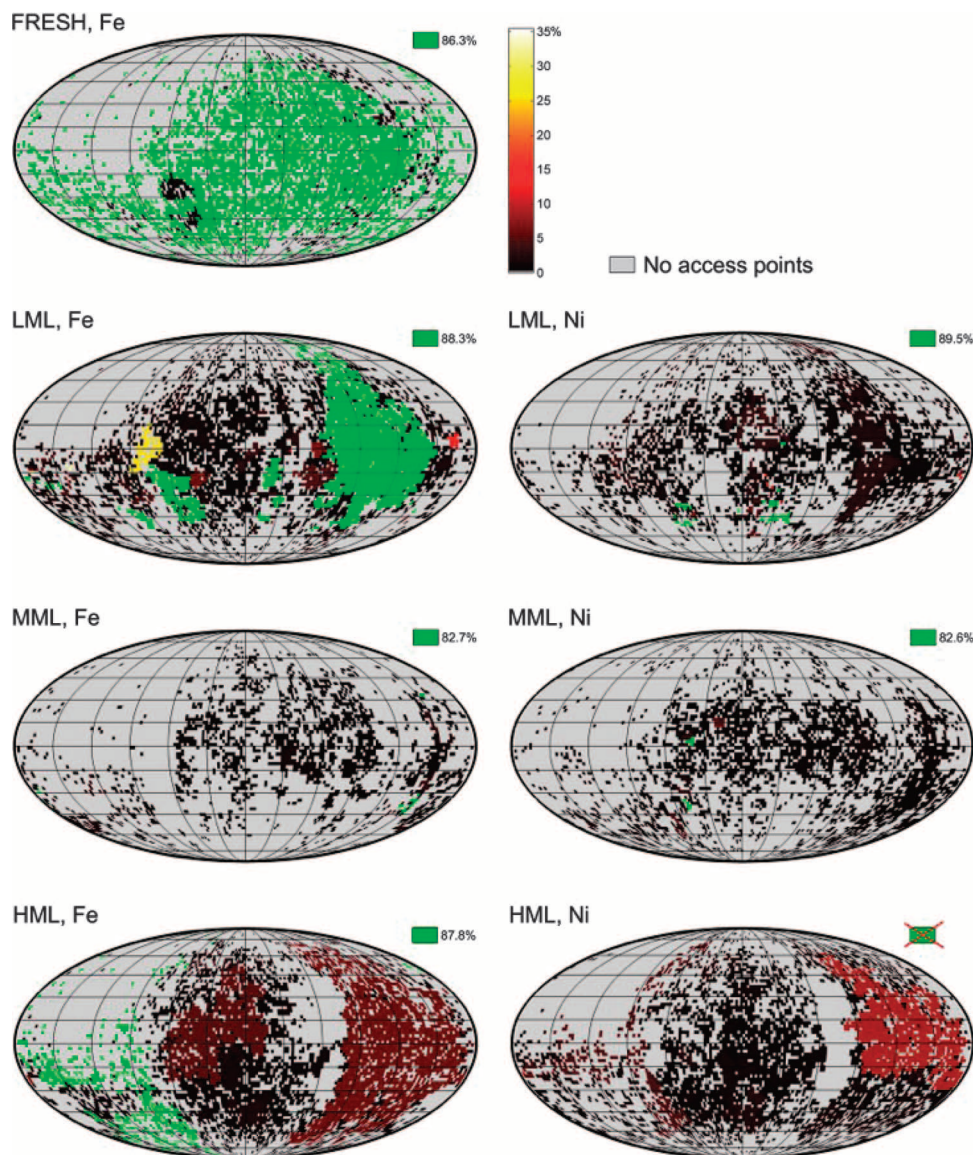 FRESH, Fe
86.3%
35%
30
25
20
15
10
5
0
No access points
LML, Fe
88.3%
LML, Ni
89.5%
MML, Fe
82.7%
MML, Ni
82.6%
HML, Fe
87.8%
HML, Ni